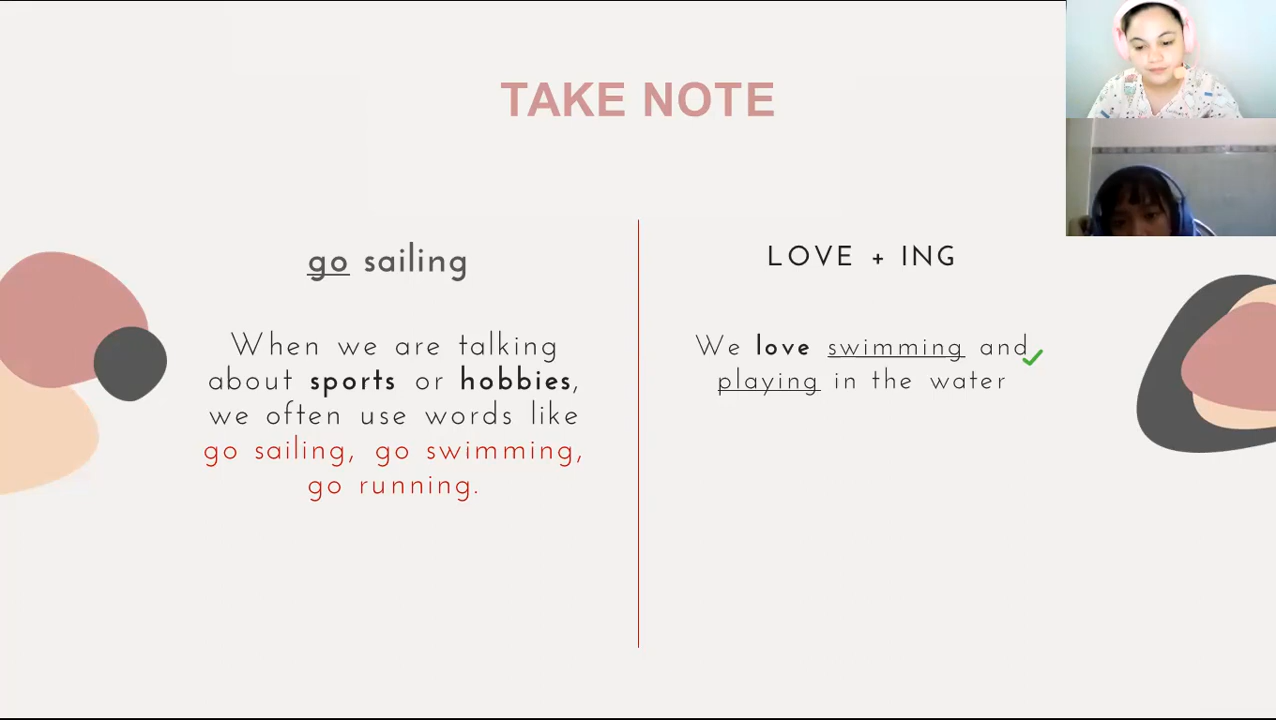 TAKE NOTE
go sailing
When we are talking
about sports or hobbies,
we often use words like
go sailing, go swimming,
go running.
LOVE + ING
We love swimming and
playing in the water